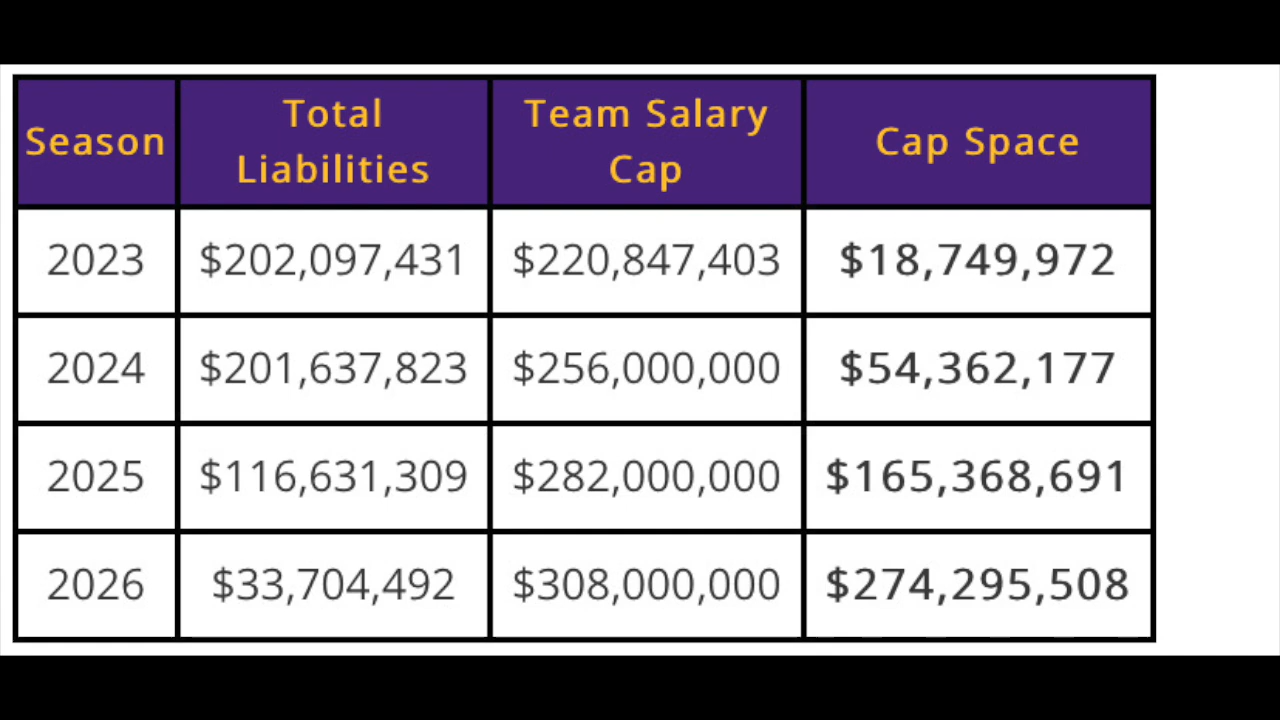 Season Total Liabilities Team Salary Cap Cap Space
2023 $202,097,431 $220,847,403 $18,749,972
2024 $201,637,823 $256,000,000 $54,362,177
2025 $116,631,309 $282,000,000 $165,368,691
2026 $33,704,492 $308,000,000 $274,295,508